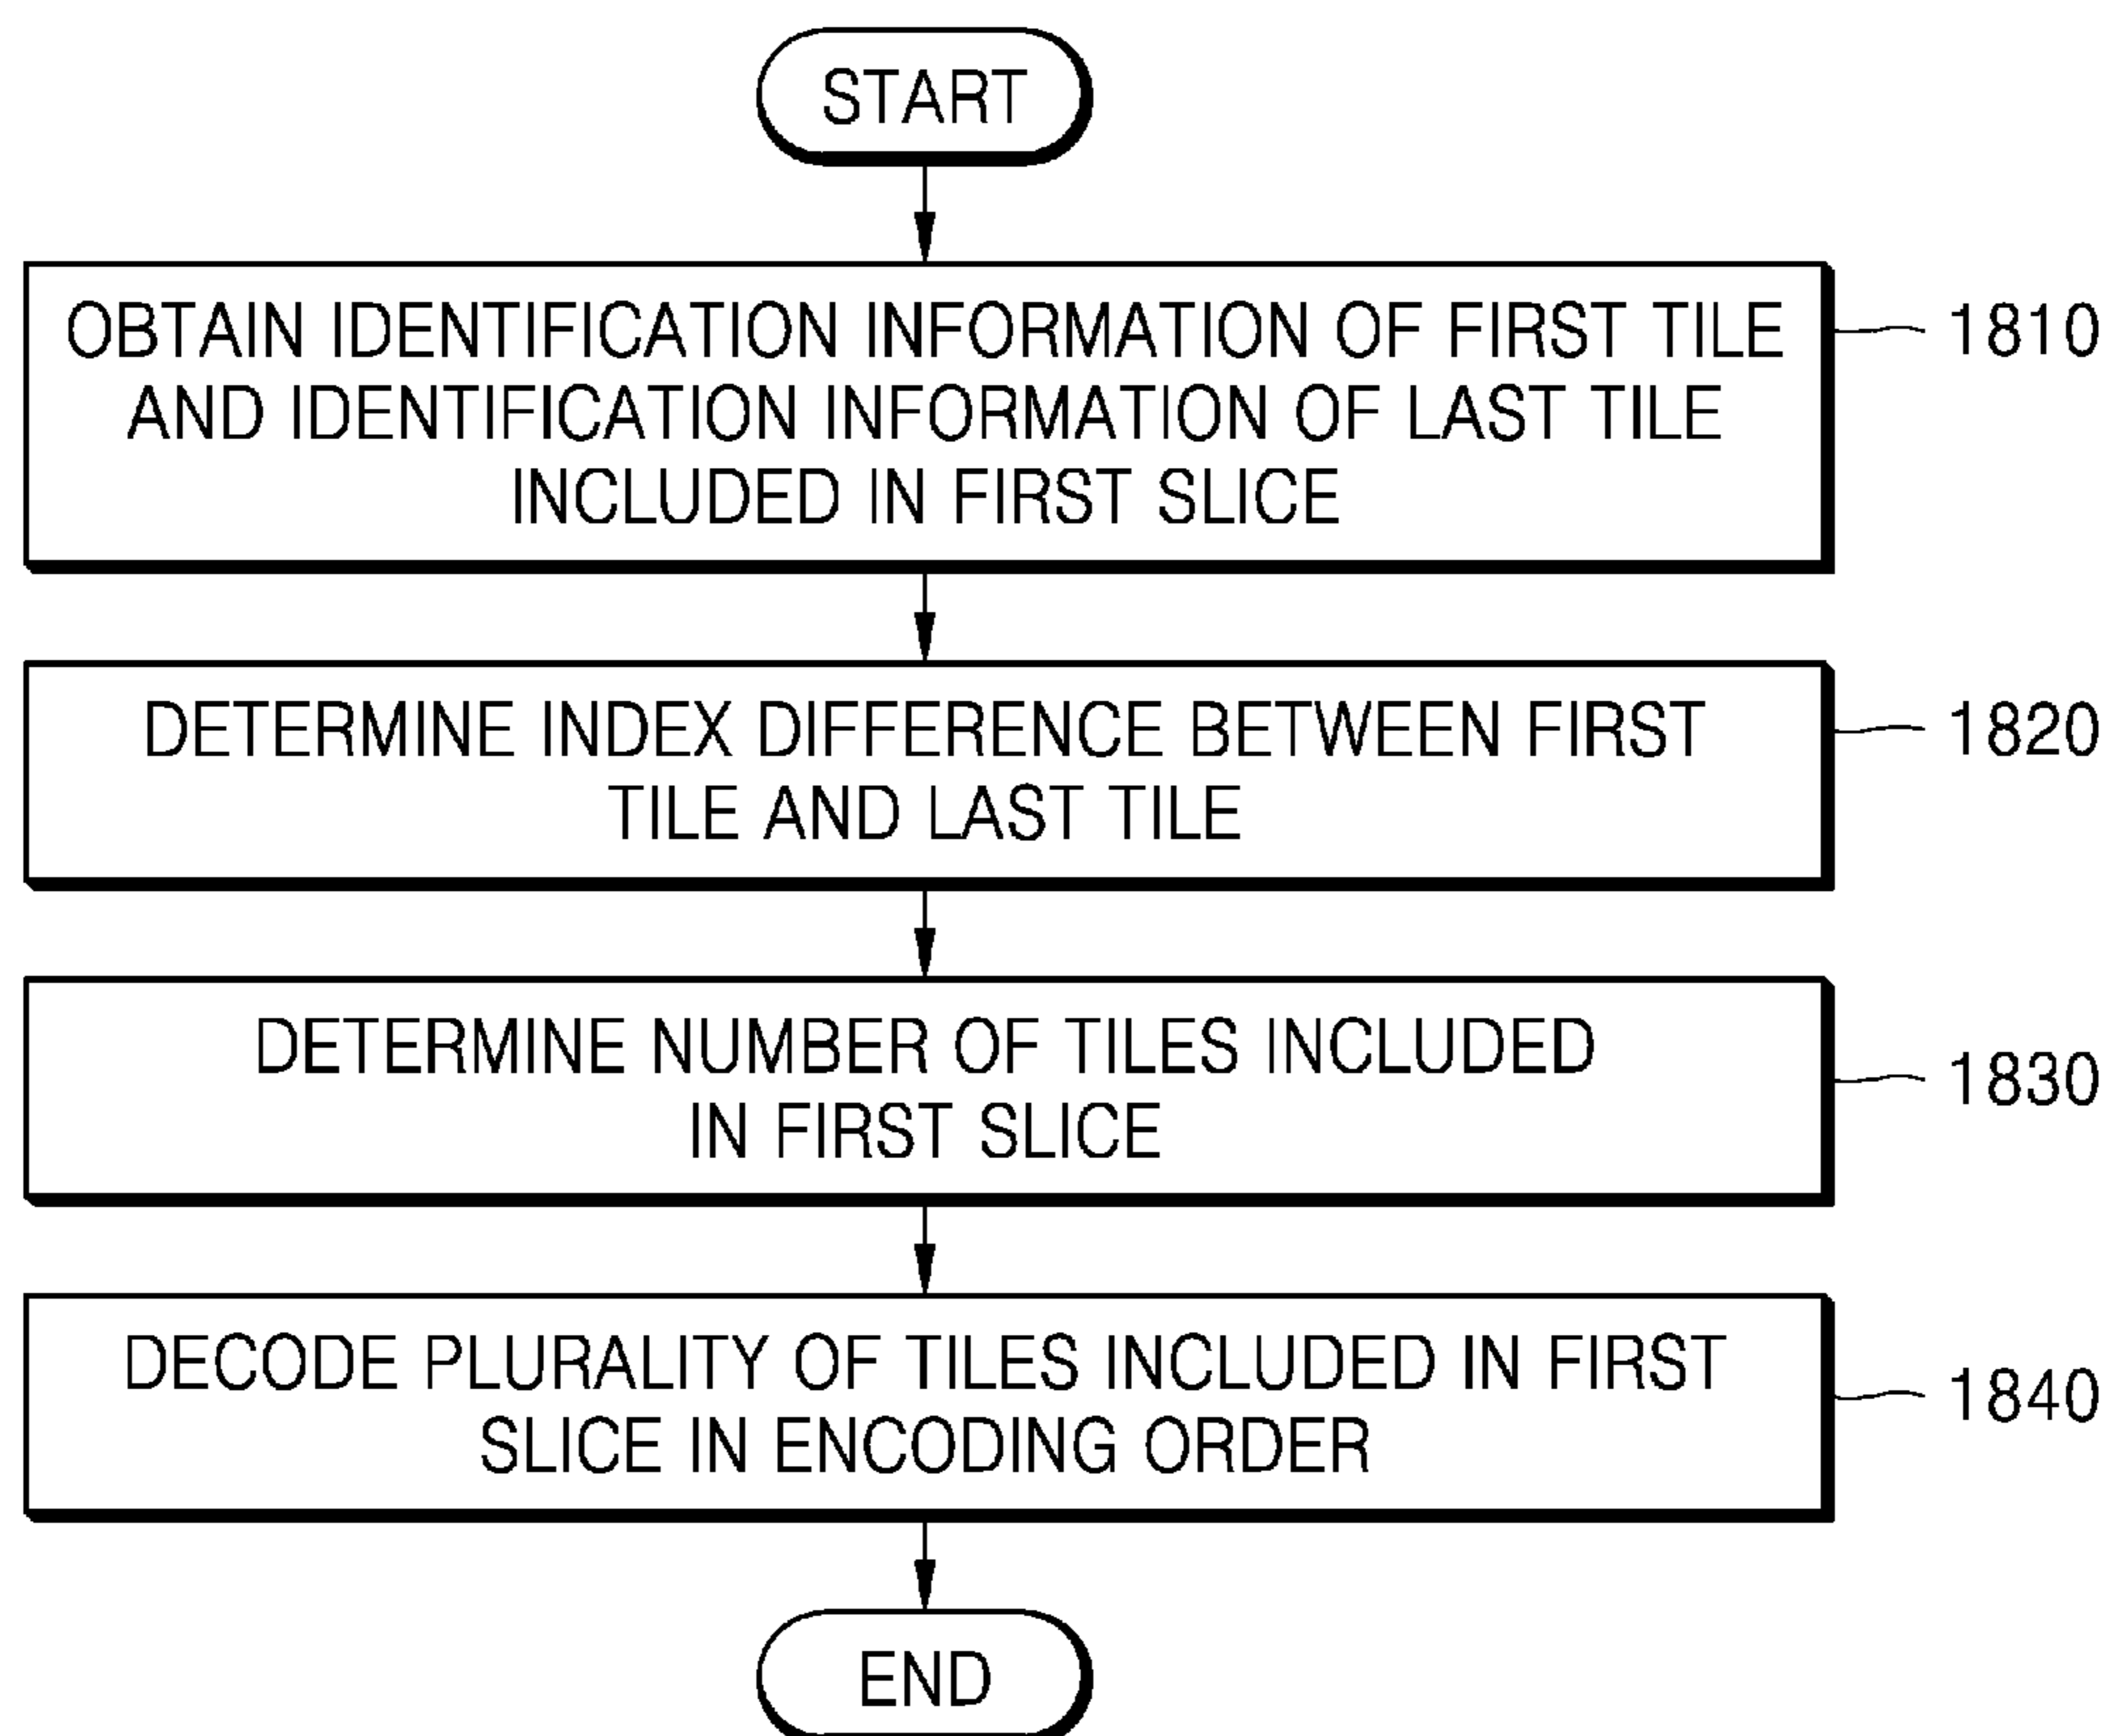 START
OBTAIN IDENTIFICATION INFORMATION OF FIRST TILE
AND IDENTIFICATION INFORMATION OF LAST TILE
INCLUDED IN FIRST SLICE
1810
DETERMINE INDEX DIFFERENCE BETWEEN FIRST
TILE AND LAST TILE
1820
DETERMINE NUMBER OF TILES INCLUDED
IN FIRST SLICE
1830
DECODE PLURALITY OF TILES INCLUDED IN FIRST
SLICE IN ENCODING ORDER
1840
END